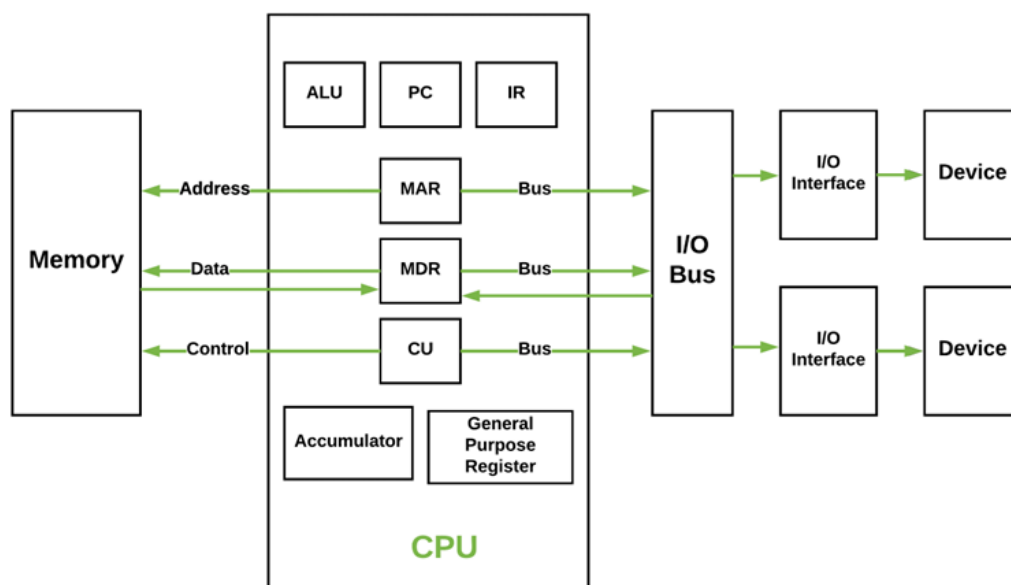 ALU
PC
IR
Address
MAR
Bus
Memory
Data
MDR
Bus
Control
CU
Bus
Accumulator
General
Purpose
Register
CPU
I/O
Bus
I/O
Interface
Device
I/O
Interface
Device